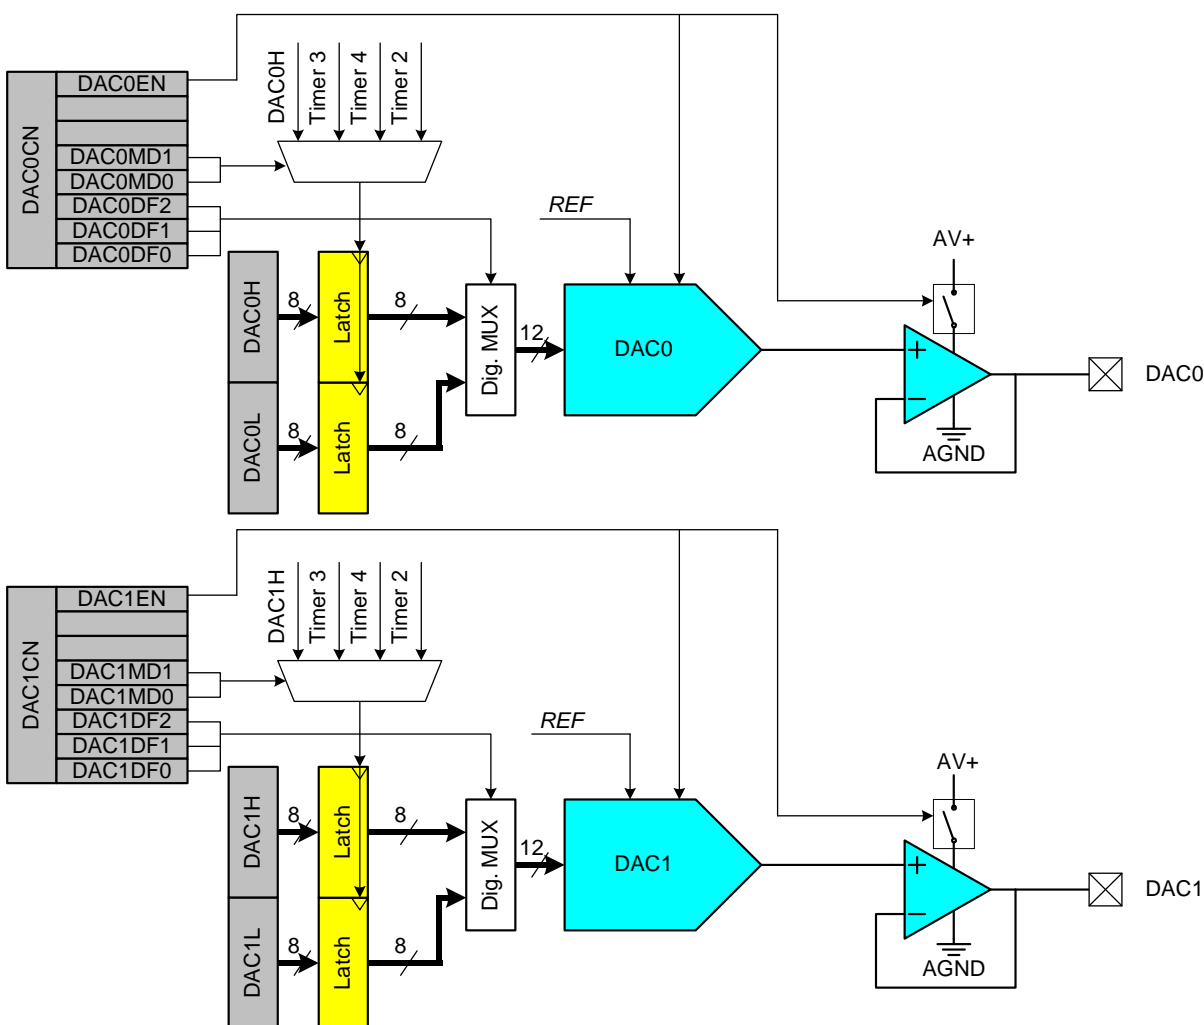 DAC0CN
DAC0EN
DAC0MD1
DAC0MD0
DAC0DF2
DAC0DF1
DAC0DF0
DAC0H
Timer 3
Timer 4
Timer 2
REF
AV+
DAC0H
8
Latch
8
Dig. MUX
12
DAC0
+
−
DAC0
AGND
DAC0L
8
Latch
8
DAC1CN
DAC1EN
DAC1MD1
DAC1MD0
DAC1DF2
DAC1DF1
DAC1DF0
DAC1H
Timer 3
Timer 4
Timer 2
REF
AV+
DAC1H
8
Latch
8
Dig. MUX
12
DAC1
+
−
DAC1
AGND
DAC1L
8
Latch
8